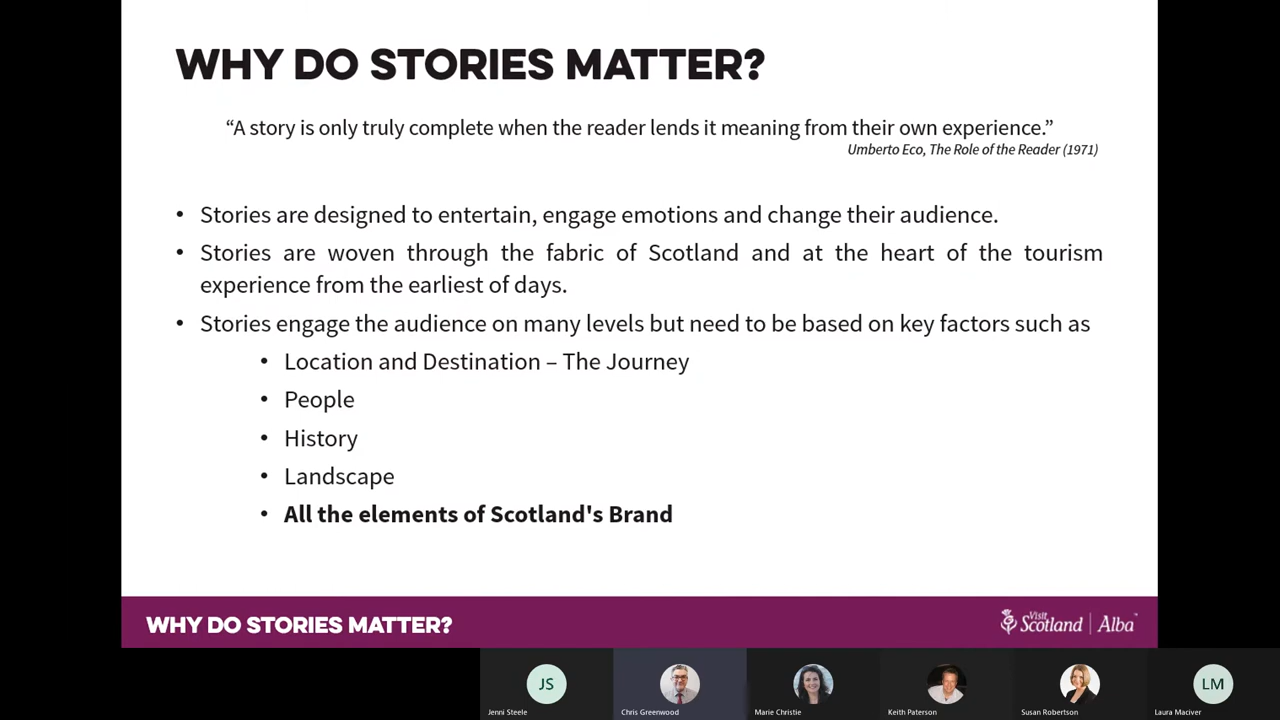 WHY DO STORIES MATTER?
“A story is only truly complete when the reader lends it meaning from their own experience.”
Umberto Eco, The Role of the Reader (1971)
• Stories are designed to entertain, engage emotions and change their audience.
• Stories are woven through the fabric of Scotland and at the heart of the tourism
experience from the earliest of days.
• Stories engage the audience on many levels but need to be based on key factors such as
• Location and Destination – The Journey
• People
• History
• Landscape
• All the elements of Scotland's Brand
WHY DO STORIES MATTER?
Visit Scotland | Alba™
JS
LM
Jenni Steele
Chris Greenwood
Marie Christie
Keith Paterson
Susan Robertson
Laura Maciver